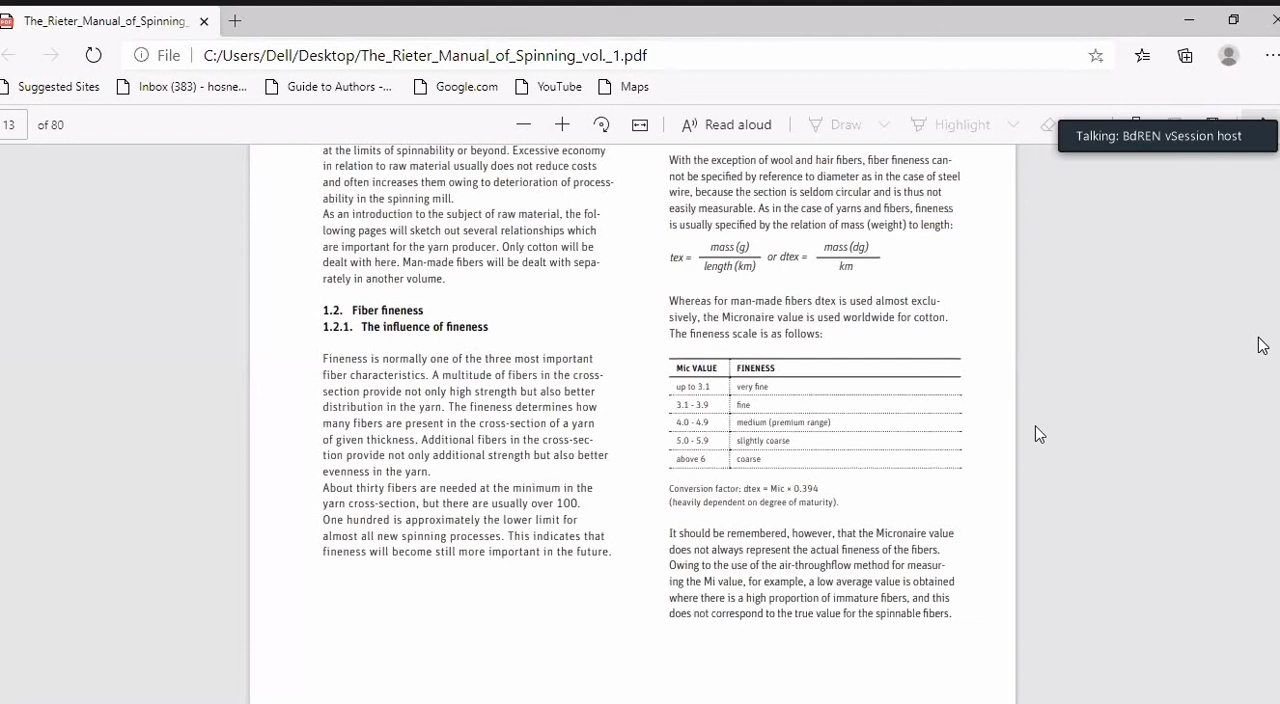 The_Rieter_Manual_of_Spinning_
File C:/Users/Dell/Desktop/The_Rieter_Manual_of_Spinning_vol._1.pdf
Suggested Sites Inbox (383) - hosne... Guide to Authors -... Google.com YouTube Maps
13 of 80 Read aloud Draw Highlight
Talking: BdREN vSession host
at the limits of spinnability or beyond. Excessive economy
in relation to raw material usually does not reduce costs
and often increases them owing to deterioration of process-
ability in the spinning mill.
As an introduction to the subject of raw material, the fol-
lowing pages will sketch out several relationships which
are important for the yarn producer. Only cotton will be
dealt with here. Man-made fibers will be dealt with sepa-
rately in another volume.
1.2. Fiber fineness
1.2.1. The influence of fineness
Fineness is normally one of the three most important
fiber characteristics. A multitude of fibers in the cross-
section provide not only high strength but also better
distribution in the yarn. The fineness determines how
many fibers are present in the cross-section of a yarn
of given thickness. Additional fibers in the cross-sec-
tion provide not only additional strength but also better
evenness in the yarn.
About thirty fibers are needed at the minimum in the
yarn cross-section, but there are usually over 100.
One hundred is approximately the lower limit for
almost all new spinning processes. This indicates that
fineness will become still more important in the future.
With the exception of wool and hair fibers, fiber fineness can-
not be specified by reference to diameter as in the case of steel
wire, because the section is seldom circular and is thus not
easily measurable. As in the case of yarns and fibers, fineness
is usually specified by the relation of mass (weight) to length:
tex = mass (g) / length (km) or dtex = mass (dg) / km
Whereas for man-made fibers dtex is used almost exclu-
sively, the Micronaire value is used worldwide for cotton.
The fineness scale is as follows:
Mic VALUE FINENESS
up to 3.1 very fine
3.1 - 3.9 fine
4.0 - 4.9 medium (premium range)
5.0 - 5.9 slightly coarse
above 6 coarse
Conversion factor: dtex = Mic × 0.394
(heavily dependent on degree of maturity).
It should be remembered, however, that the Micronaire value
does not always represent the actual fineness of the fibers.
Owing to the use of the air-throughflow method for measur-
ing the Mi value, for example, a low average value is obtained
where there is a high proportion of immature fibers, and this
does not correspond to the true value for the spinnable fibers.